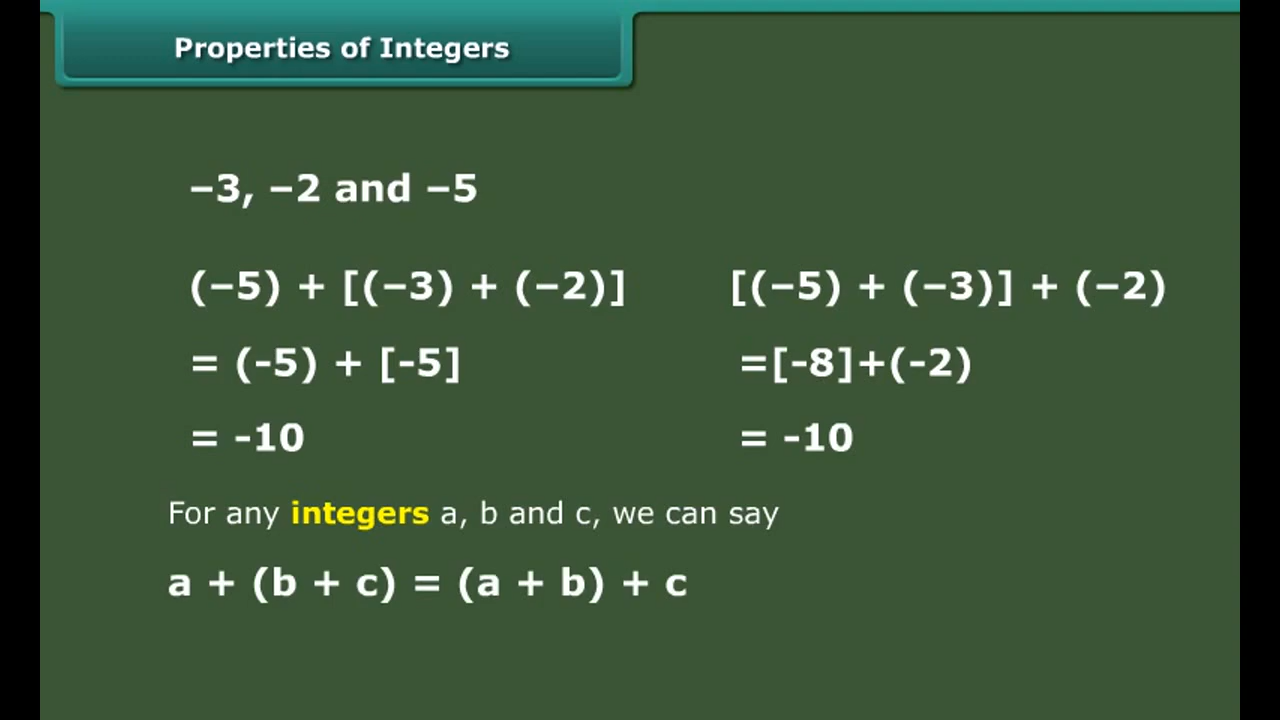 Properties of Integers
–3, –2 and –5
(–5) + [(–3) + (–2)]
= (-5) + [-5]
= -10
[(–5) + (–3)] + (–2)
=[-8]+(-2)
= -10
For any integers a, b and c, we can say
a + (b + c) = (a + b) + c